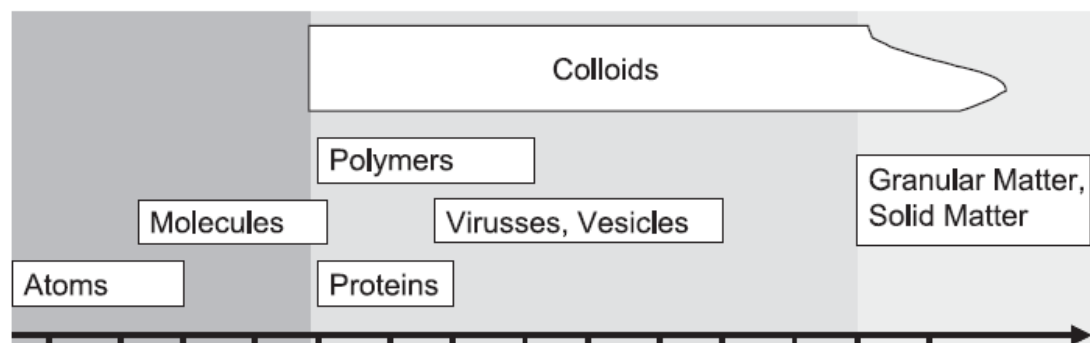 Colloids
Polymers
Granular Matter,
Solid Matter
Molecules
Virusses, Vesicles
Atoms
Proteins